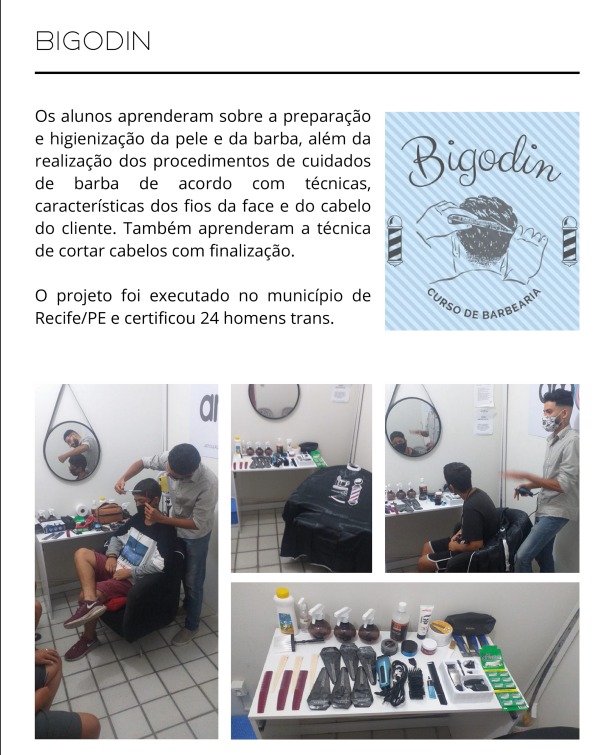 BIGODIN
Os alunos aprenderam sobre a preparação
e higienização da pele e da barba, além da
realização dos procedimentos de cuidados
de barba de acordo com técnicas,
características dos fios da face e do cabelo
do cliente. Também aprenderam a técnica
de cortar cabelos com finalização.
O projeto foi executado no município de
Recife/PE e certificou 24 homens trans.
Bigodin
CURSO DE BARBEARIA